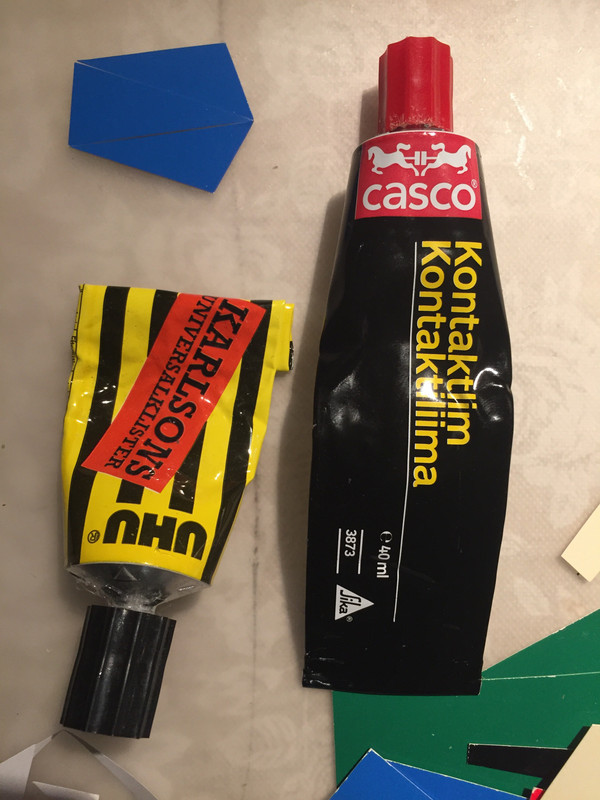 casco®
Kontaktlim
Kontaktliima
℮ 40 ml
3873
Sika®
KARLSONS
UNIVERSALKLISTER
UHU®